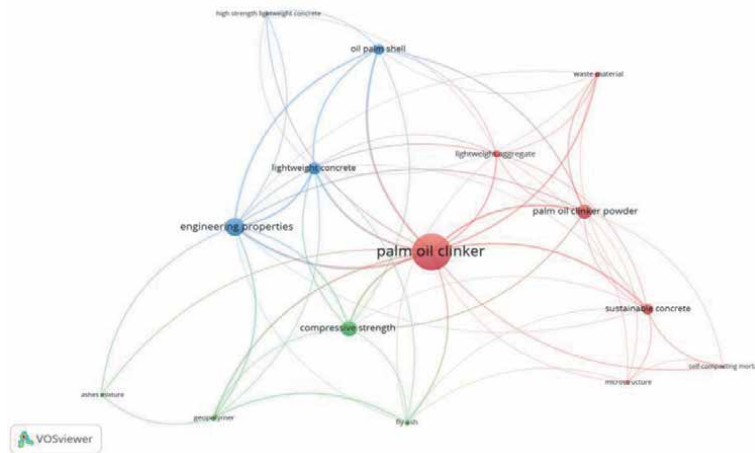 high strength lightweight concrete
oil palm shell
waste material
lightweight aggregate
lightweight concrete
palm oil clinker powder
engineering properties
palm oil clinker
sustainable concrete
compressive strength
self compacting morta
microstructure
ashes mixture
geopolymer
fly ash
VOSviewer